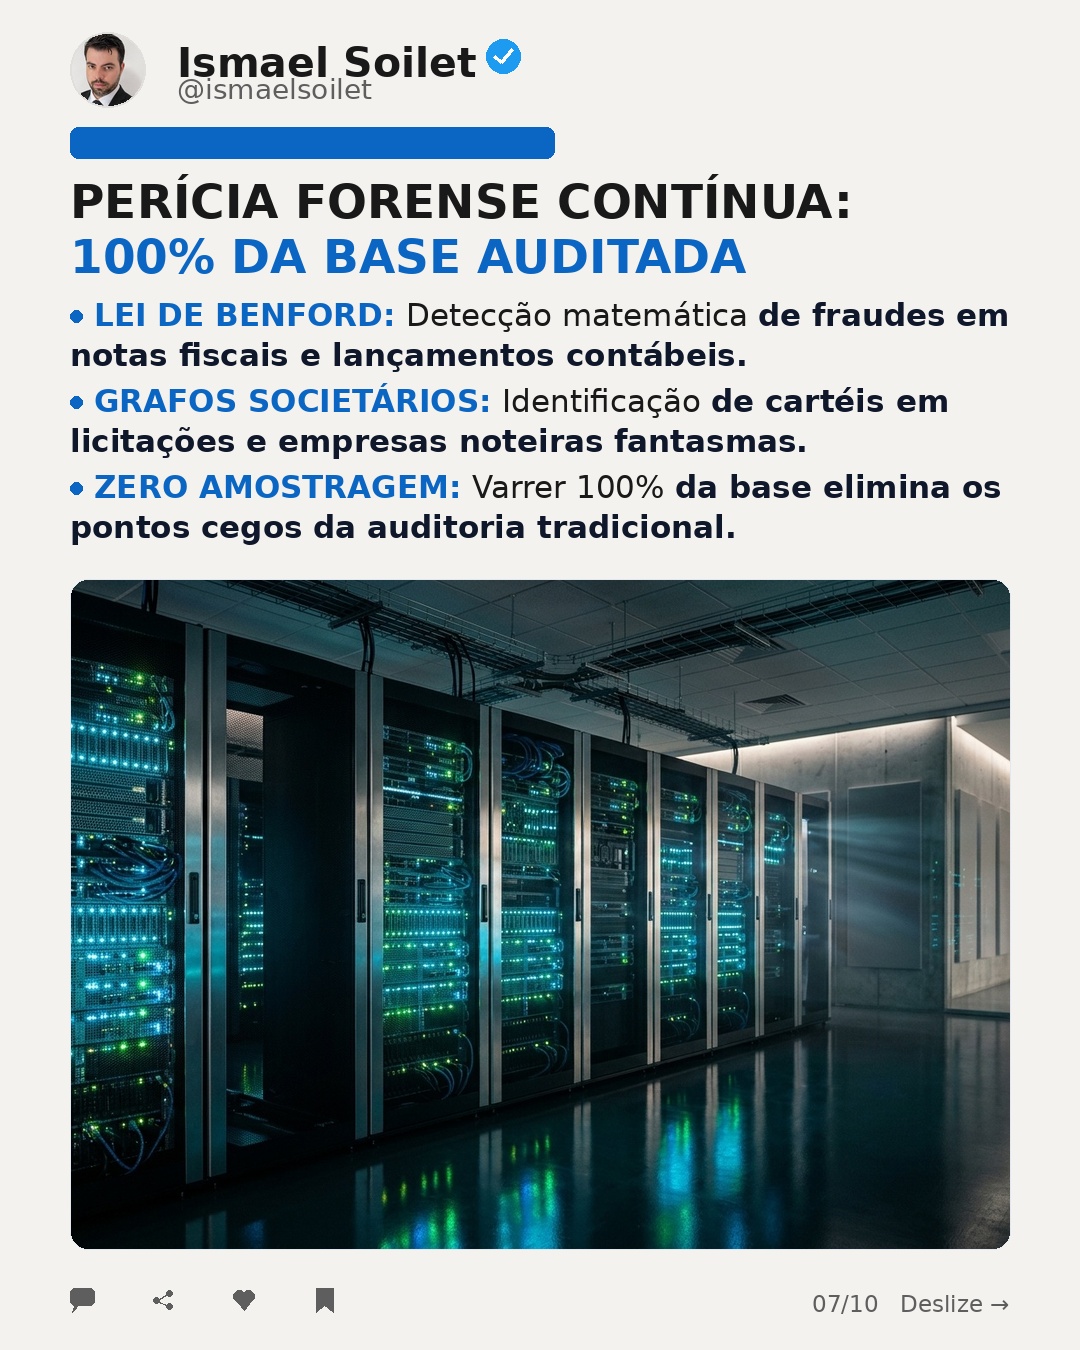 Ismael Soilet
@ismaelsoilet
PERÍCIA FORENSE CONTÍNUA:
100% DA BASE AUDITADA
• LEI DE BENFORD: Detecção matemática de fraudes em
notas fiscais e lançamentos contábeis.
• GRAFOS SOCIETÁRIOS: Identificação de cartéis em
licitações e empresas noteiras fantasmas.
• ZERO AMOSTRAGEM: Varrer 100% da base elimina os
pontos cegos da auditoria tradicional.
07/10 Deslize →